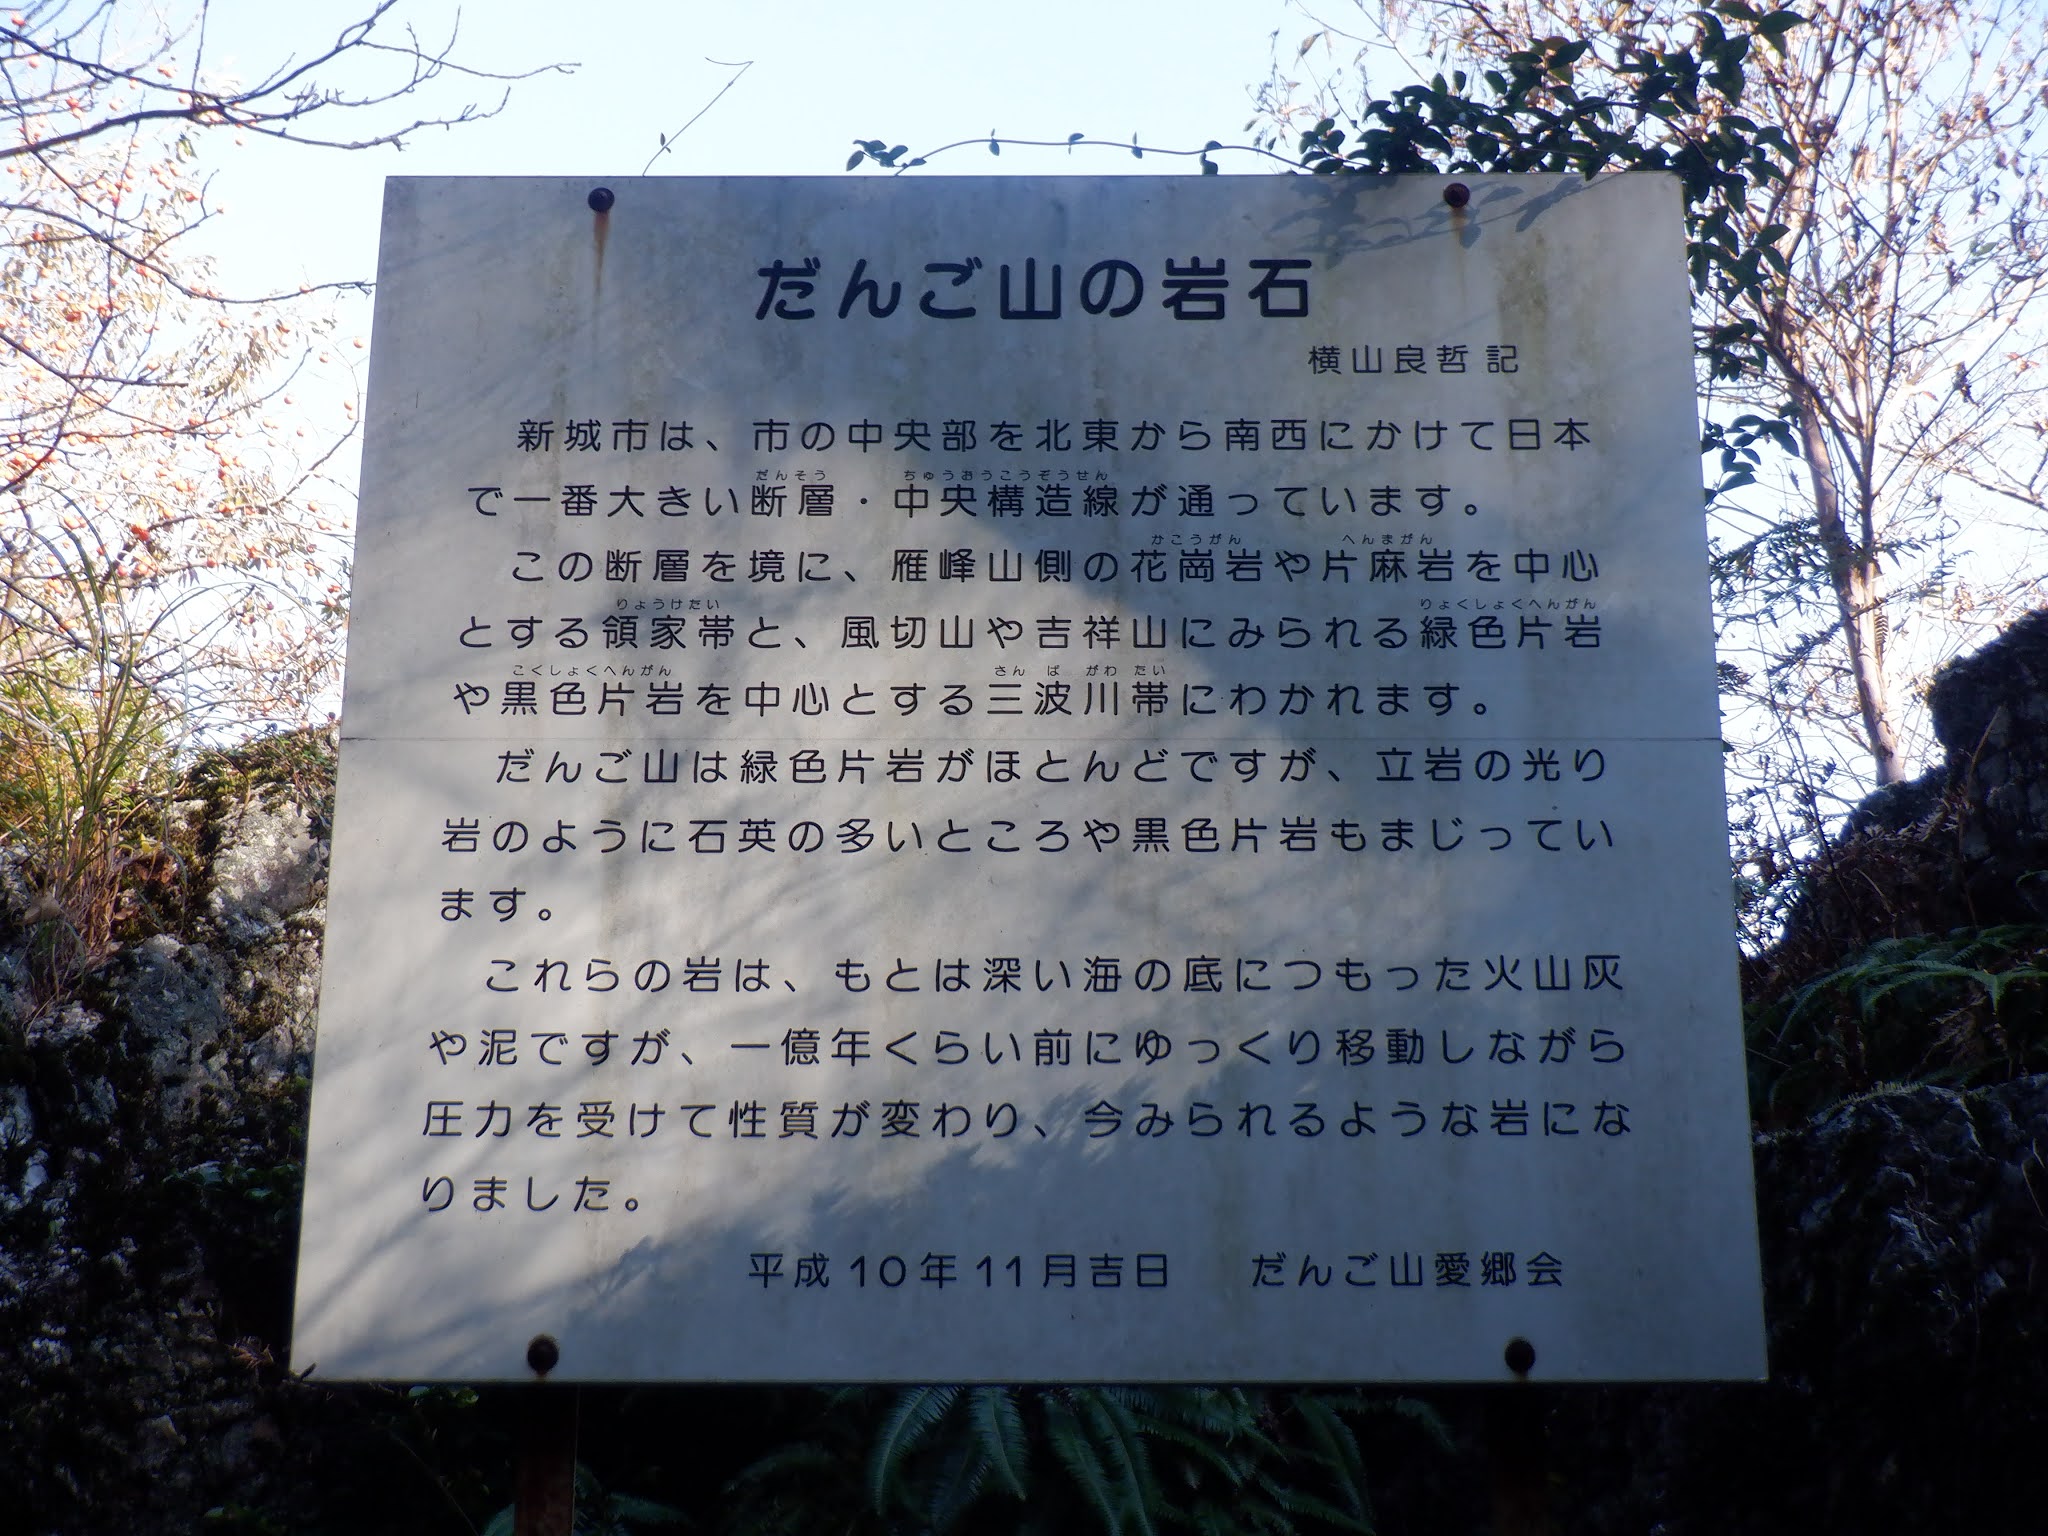 だんご山の岩石
横山良哲 記
新城市は、市の中央部を北東から南西にかけて日本
だんそう ちゅうおうこうぞうせん
で一番大きい断層・中央構造線が通っています。
かこうがん へんまがん
この断層を境に、雁峰山側の花崗岩や片麻岩を中心
りょうけたい りょくしょくへんがん
とする領家帯と、風切山や吉祥山にみられる緑色片岩
こくしょくへんがん さん ば がわ たい
や黒色片岩を中心とする三波川帯にわかれます。
だんご山は緑色片岩がほとんどですが、立岩の光り
岩のように石英の多いところや黒色片岩もまじってい
ます。
これらの岩は、もとは深い海の底につもった火山灰
や泥ですが、一億年くらい前にゆっくり移動しながら
圧力を受けて性質が変わり、今みられるような岩にな
りました。
平成10年11月吉日 だんご山愛郷会